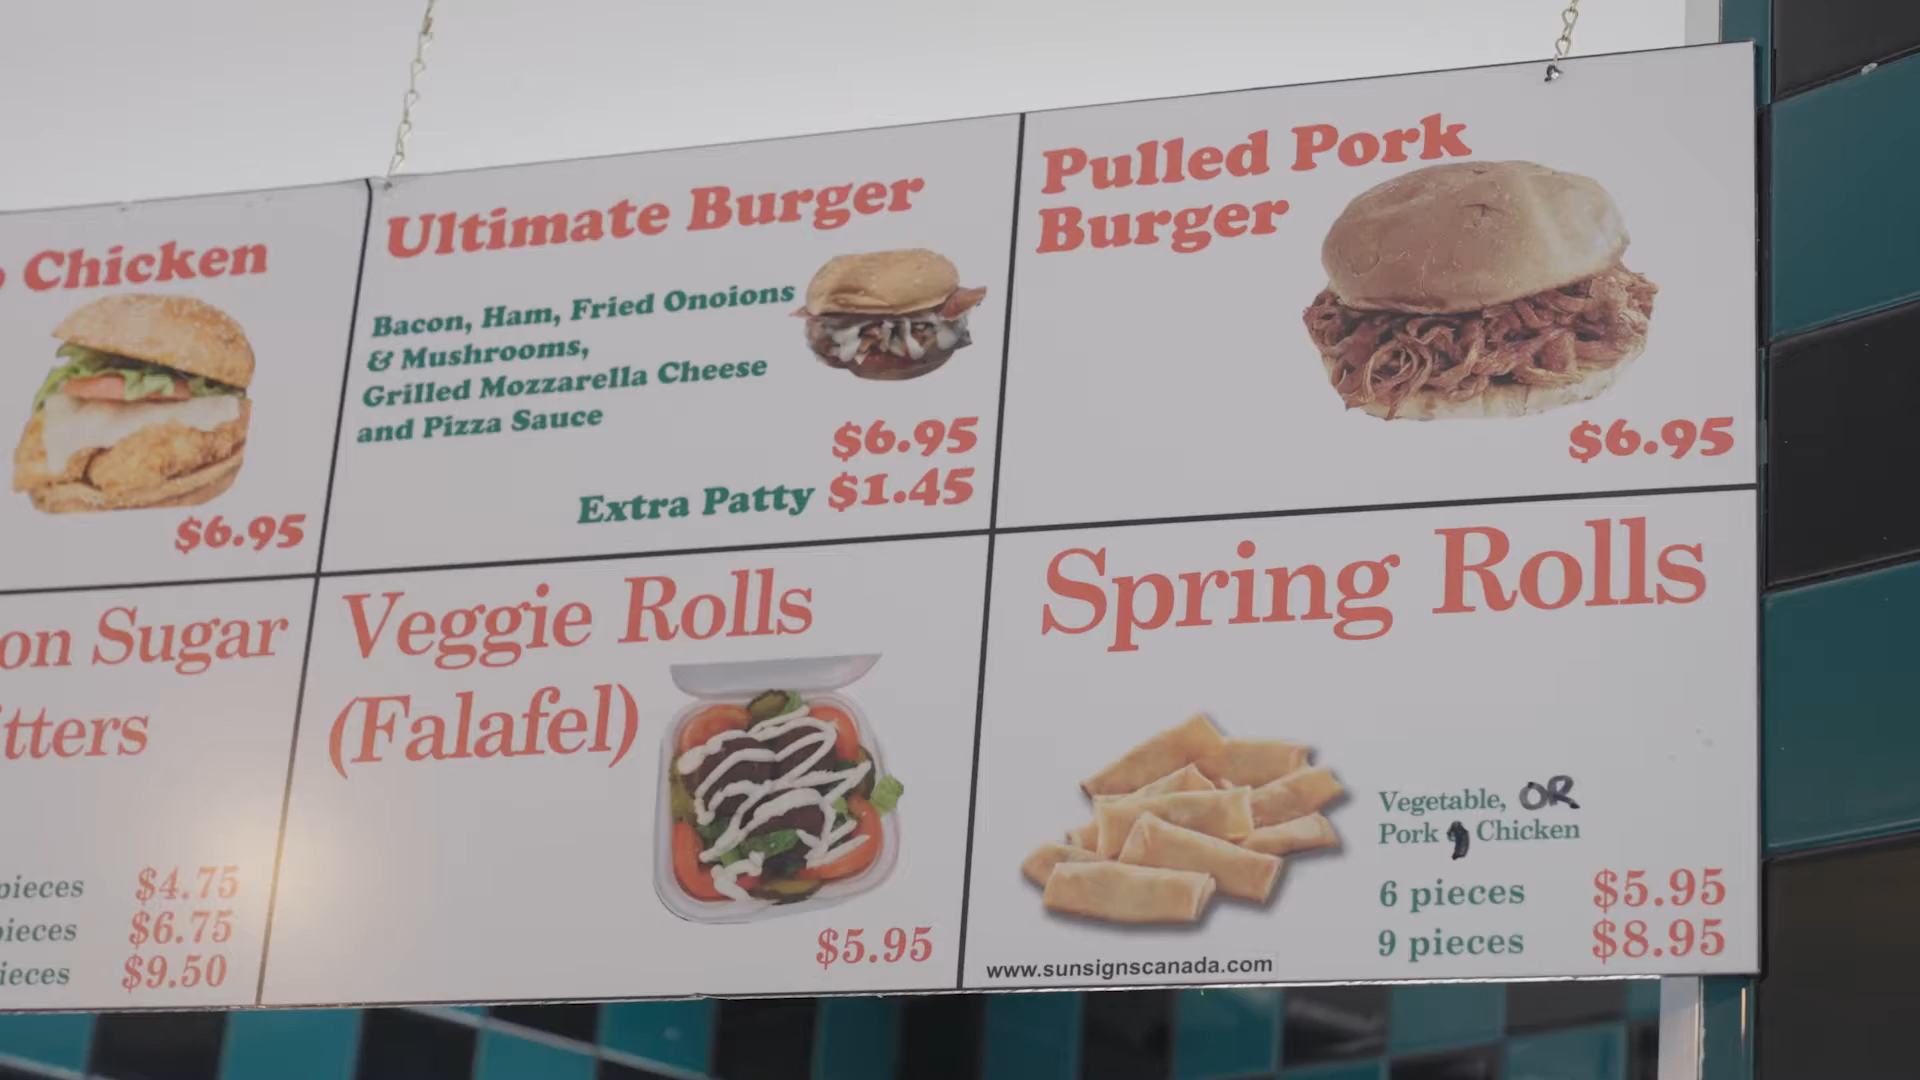 Chicken
$6.95
Ultimate Burger
Bacon, Ham, Fried Onoions
& Mushrooms,
Grilled Mozzarella Cheese
and Pizza Sauce
$6.95
Extra Patty $1.45
Pulled Pork
Burger
$6.95
on Sugar
itters
pieces $4.75
pieces $6.75
pieces $9.50
Veggie Rolls
(Falafel)
$5.95
Spring Rolls
Vegetable, OR
Pork , Chicken
6 pieces $5.95
9 pieces $8.95
www.sunsignscanada.com